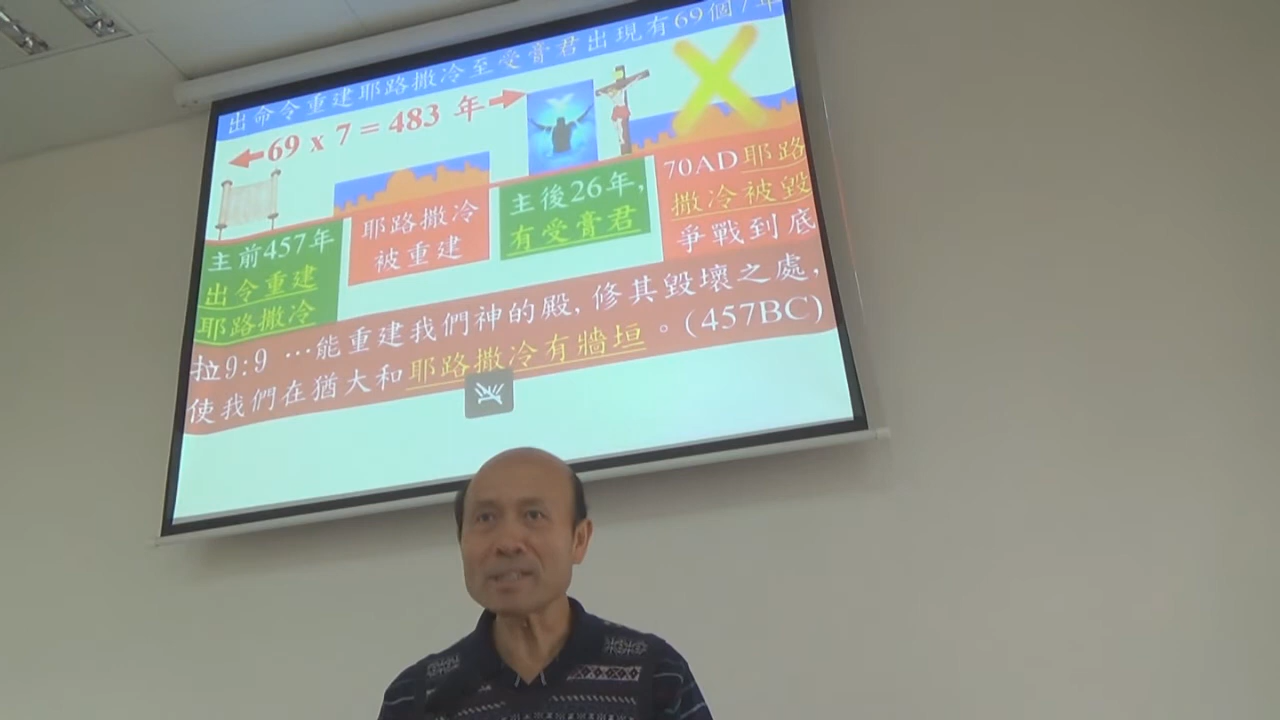 出命令重建耶路撒冷至受膏君出現有69個7年
69 x 7 = 483 年
主前457年
出令重建
耶路撒冷
耶路撒冷
被重建
主後26年,
有受膏君
70AD耶路
撒冷被毀
爭戰到底
拉9:9 …能重建我們神的殿, 修其毀壞之處,
使我們在猶大和耶路撒冷有牆垣。(457BC)